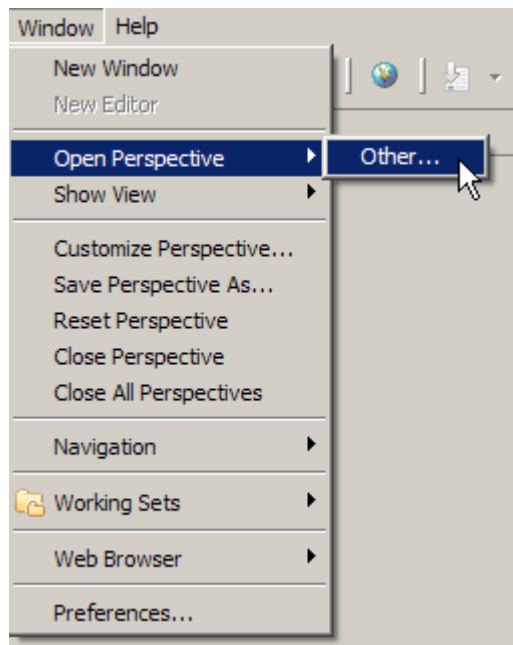 Window Help
New Window
New Editor
Open Perspective
Other...
Show View
Customize Perspective...
Save Perspective As...
Reset Perspective
Close Perspective
Close All Perspectives
Navigation
Working Sets
Web Browser
Preferences...